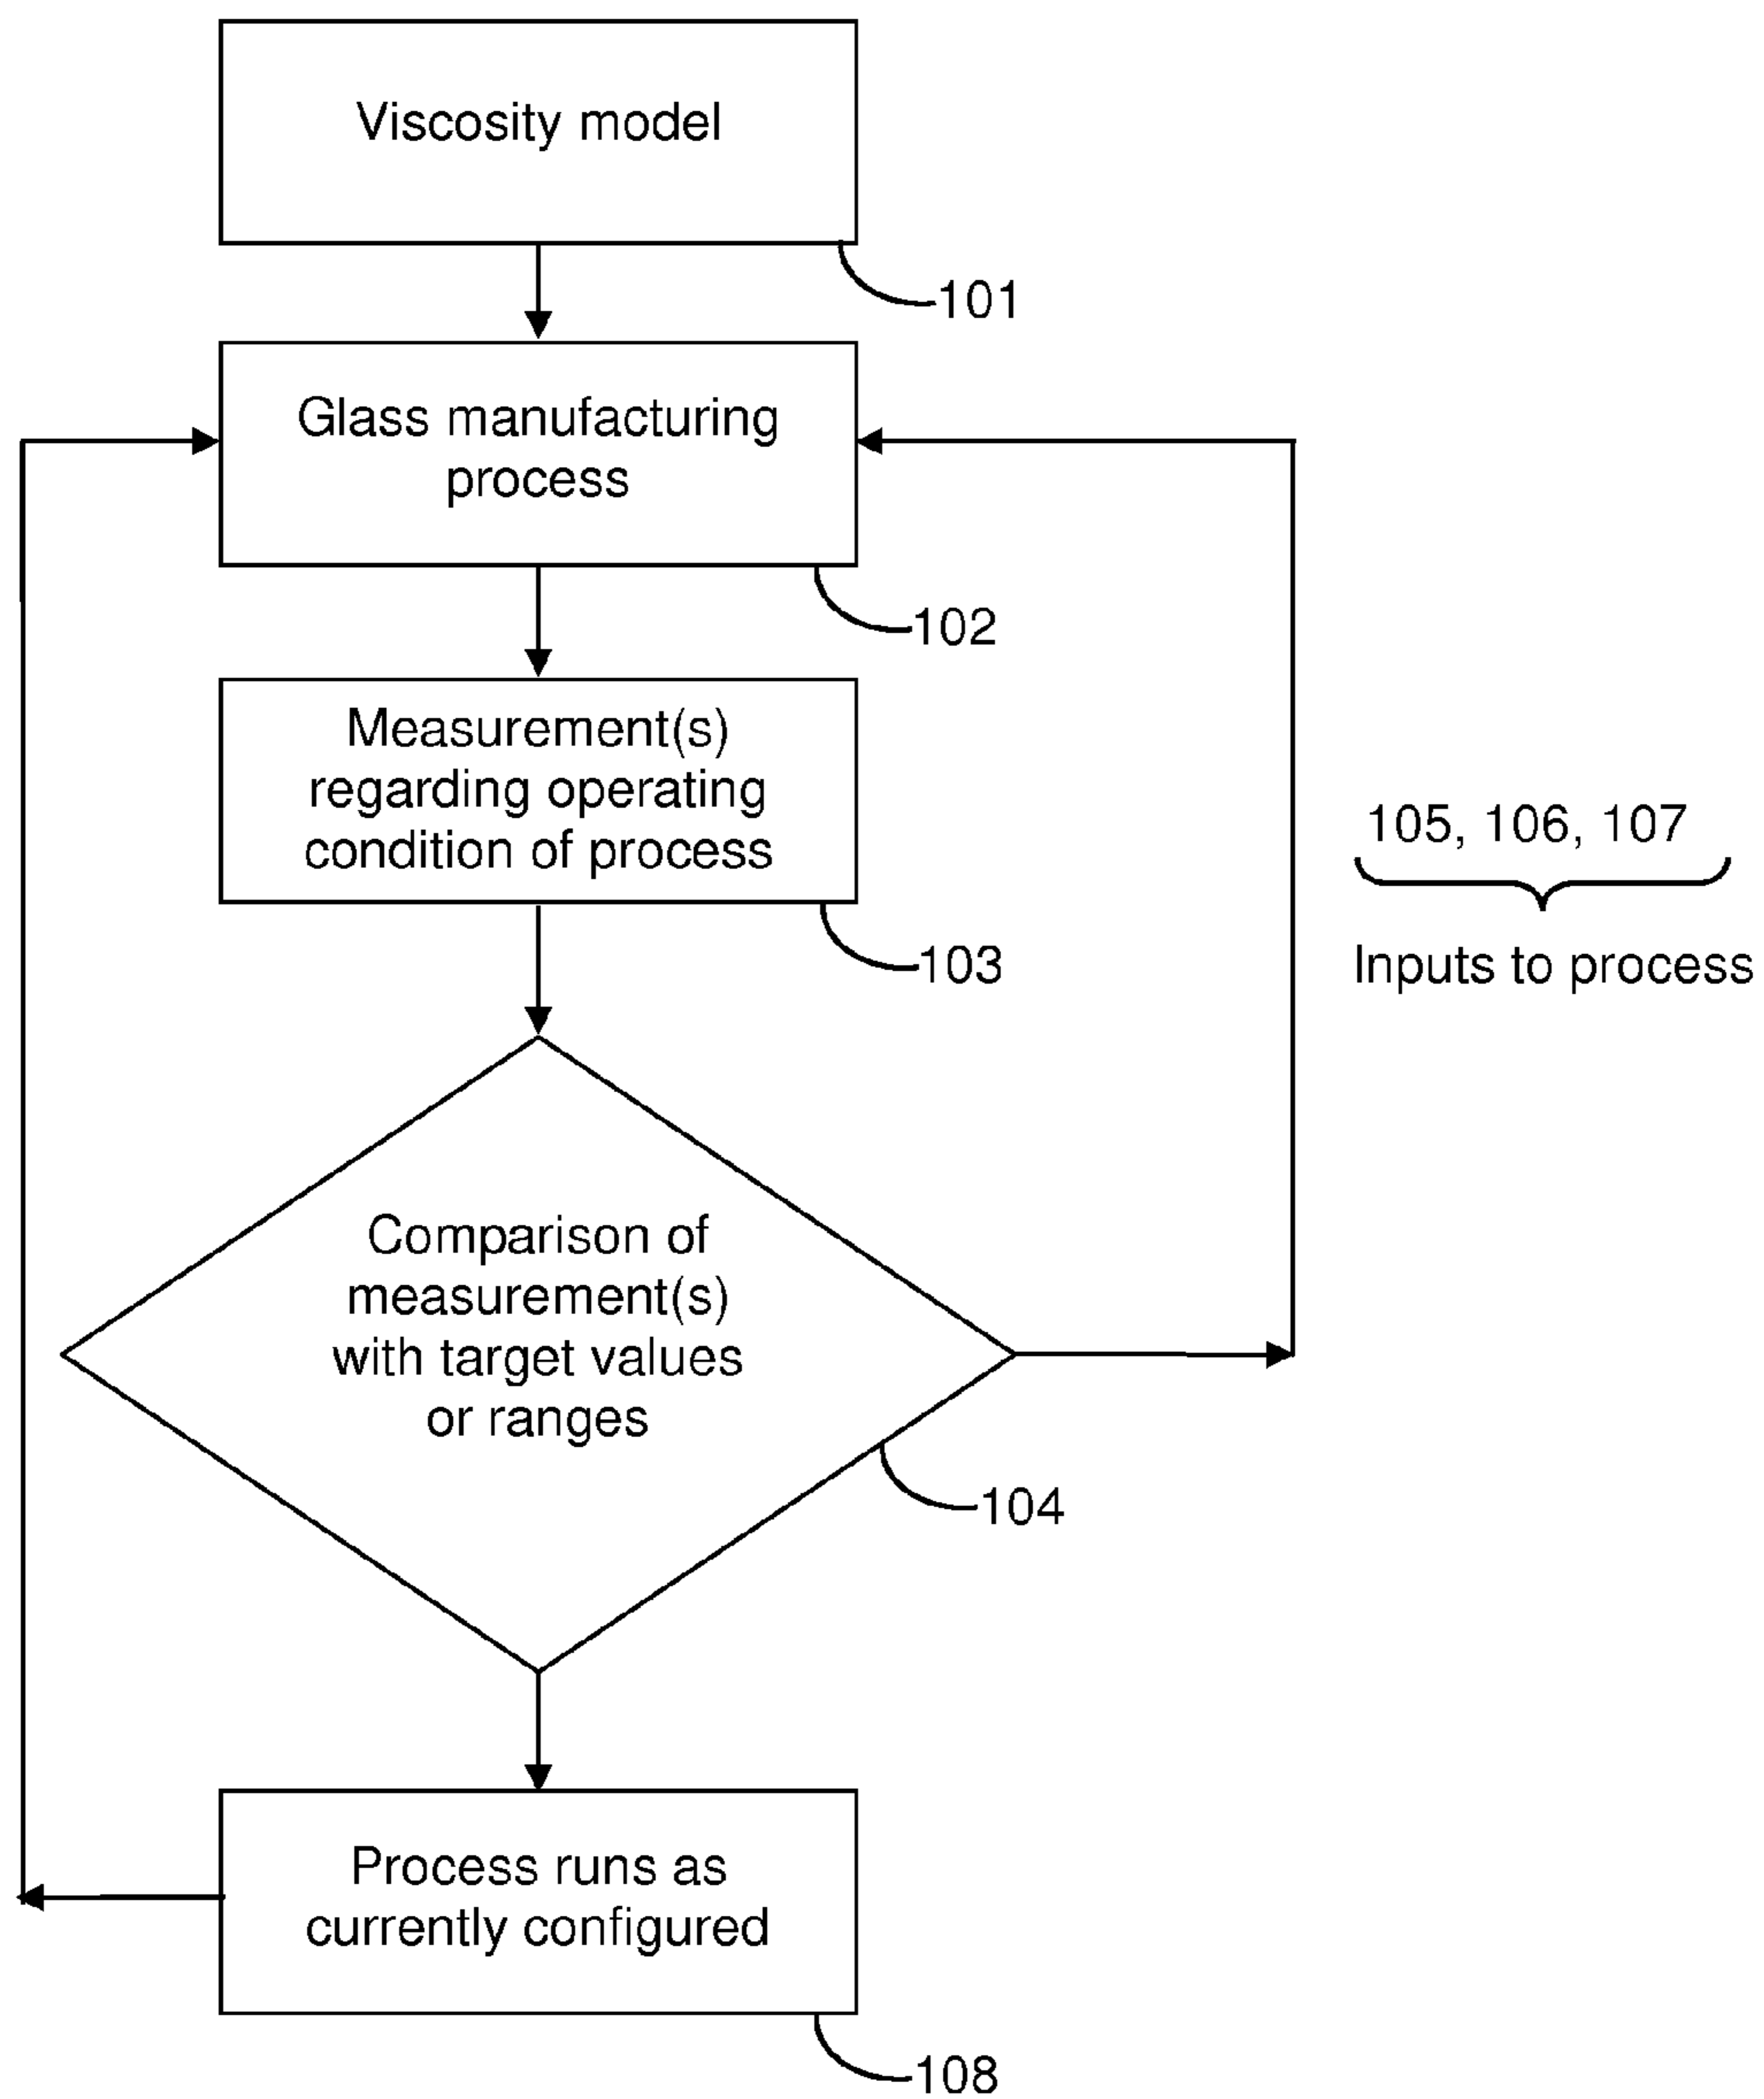 Viscosity model
101
Glass manufacturing
process
102
Measurement(s)
regarding operating
condition of process
103
105, 106, 107
Inputs to process
Comparison of
measurement(s)
with target values
or ranges
104
Process runs as
currently configured
108